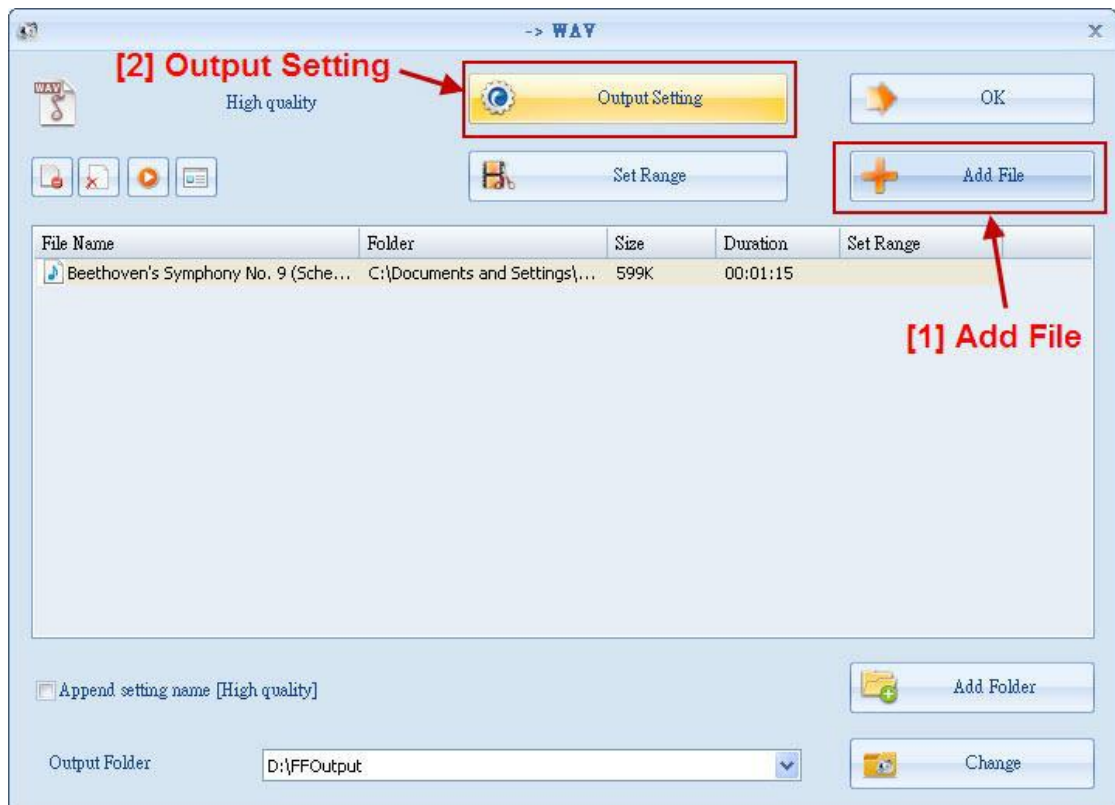 -> WAV
[2] Output Setting
WAV
High quality
Output Setting
OK
Set Range
Add File
File Name Folder Size Duration Set Range
Beethoven's Symphony No. 9 (Sche... C:\Documents and Settings\... 599K 00:01:15
[1] Add File
Append setting name [High quality]
Add Folder
Output Folder
D:\FFOutput
Change